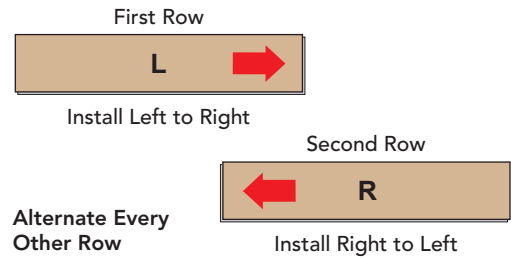 First Row
L
Install Left to Right
Second Row
R
Alternate Every
Other Row
Install Right to Left